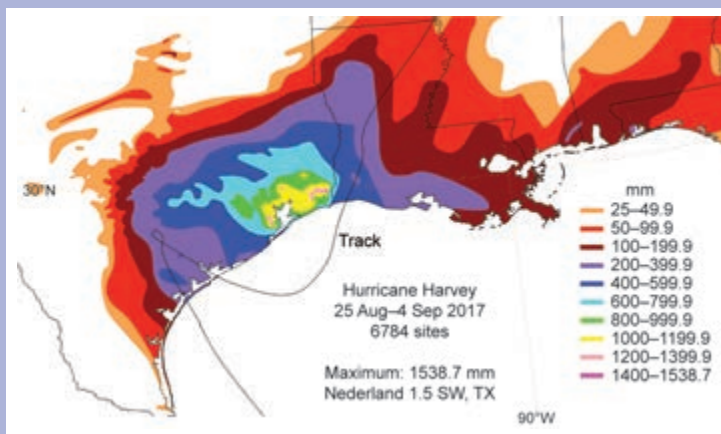 30°N
Track
Hurricane Harvey
25 Aug–4 Sep 2017
6784 sites
Maximum: 1538.7 mm
Nederland 1.5 SW, TX
90°W
mm
25–49.9
50–99.9
100–199.9
200–399.9
400–599.9
600–799.9
800–999.9
1000–1199.9
1200–1399.9
1400–1538.7